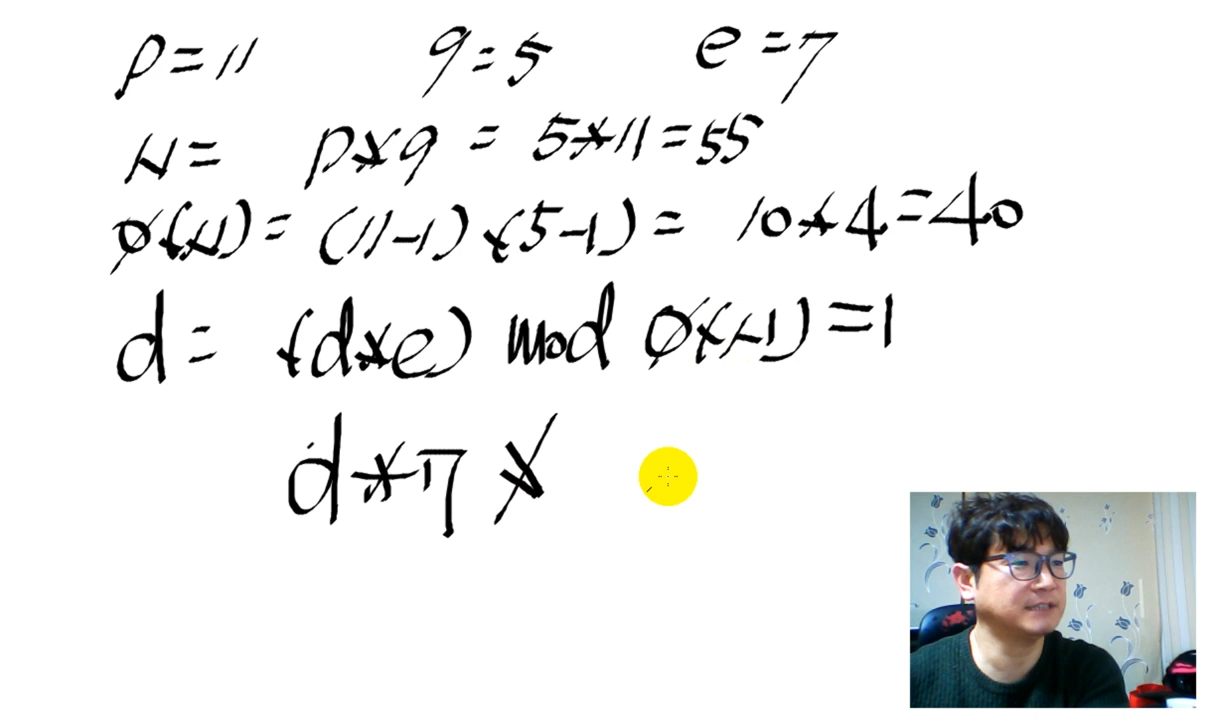 p=11 q=5 e=7
N= p*q = 5*11=55
φ(N)= (11-1)*(5-1)= 10*4=40
d= (d*e) mod φ(N)=1
d*7